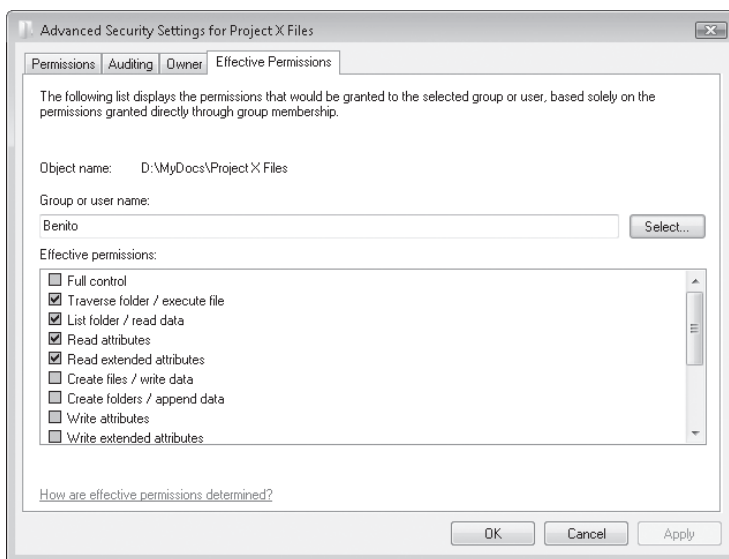 Advanced Security Settings for Project X Files
Permissions Auditing Owner Effective Permissions
The following list displays the permissions that would be granted to the selected group or user, based solely on the
permissions granted directly through group membership.
Object name: D:\MyDocs\Project X Files
Group or user name:
Benito Select...
Effective permissions:
Full control
Traverse folder / execute file
List folder / read data
Read attributes
Read extended attributes
Create files / write data
Create folders / append data
Write attributes
Write extended attributes
How are effective permissions determined?
OK Cancel Apply